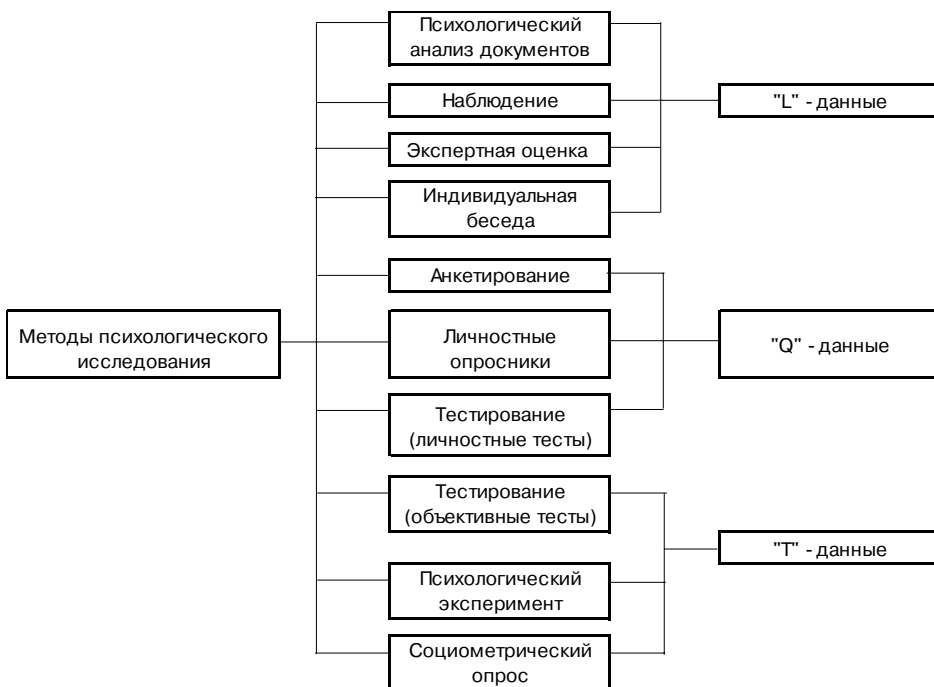 Методы психологического
исследования
Психологический
анализ документов
Наблюдение
Экспертная оценка
Индивидуальная
беседа
Анкетирование
Личностные
опросники
Тестирование
(личностные тесты)
Тестирование
(объективные тесты)
Психологический
эксперимент
Социометрический
опрос
"L" - данные
"Q" - данные
"T" - данные